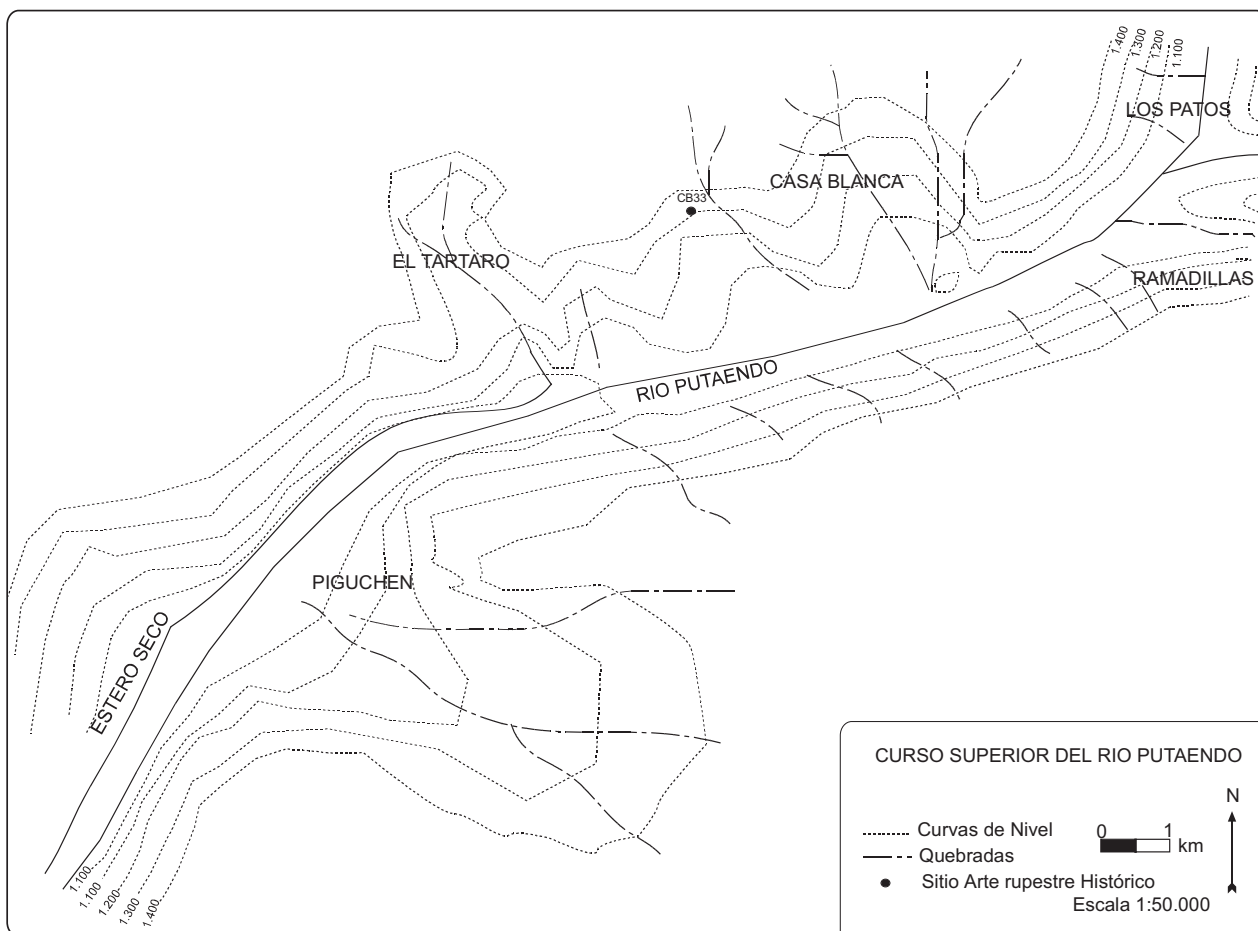 1.400
1.300
1.200
1.100
LOS PATOS
CASA BLANCA
CB33
EL TARTARO
RAMADILLAS
RIO PUTAENDO
PIGUCHEN
ESTERO SECO
1.100
1.100
1.200
1.300
1.400
CURSO SUPERIOR DEL RIO PUTAENDO
N
Curvas de Nivel
0 1
km
Quebradas
Sitio Arte rupestre Histórico
Escala 1:50.000